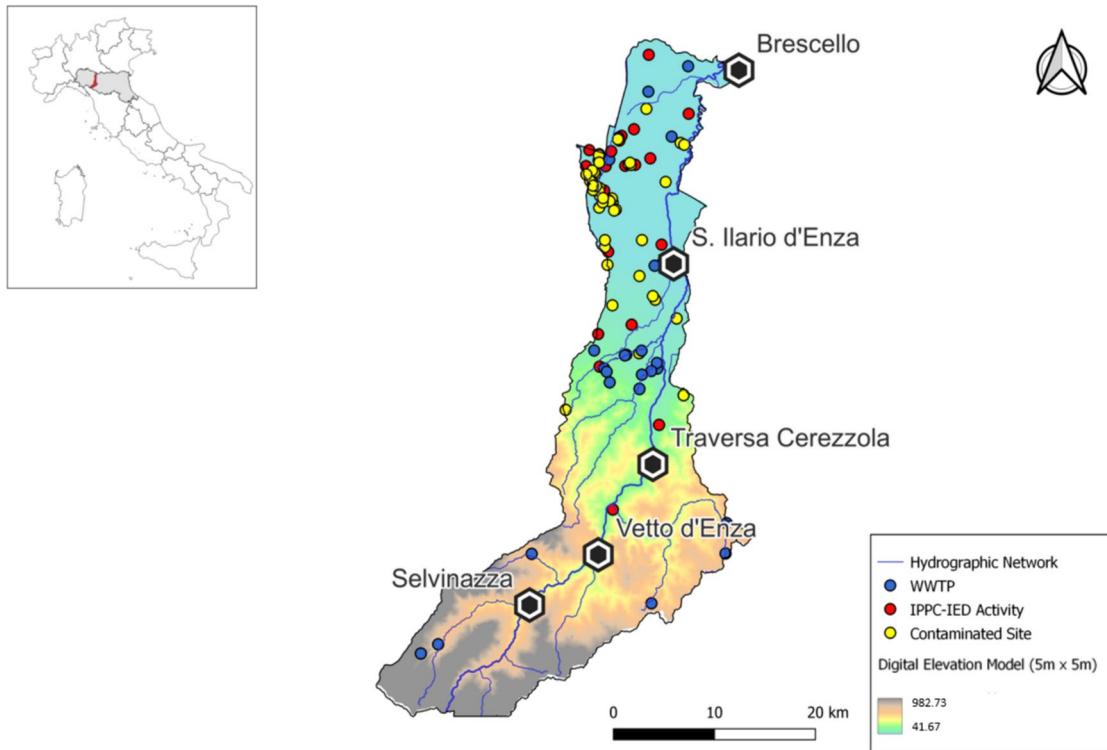 Brescello
S. Ilario d'Enza
Traversa Cerezzola
Vetto d'Enza
Selvinazza
Hydrographic Network
WWTP
IPPC-IED Activity
Contaminated Site
Digital Elevation Model (5m x 5m)
982.73
41.67
0 10 20 km